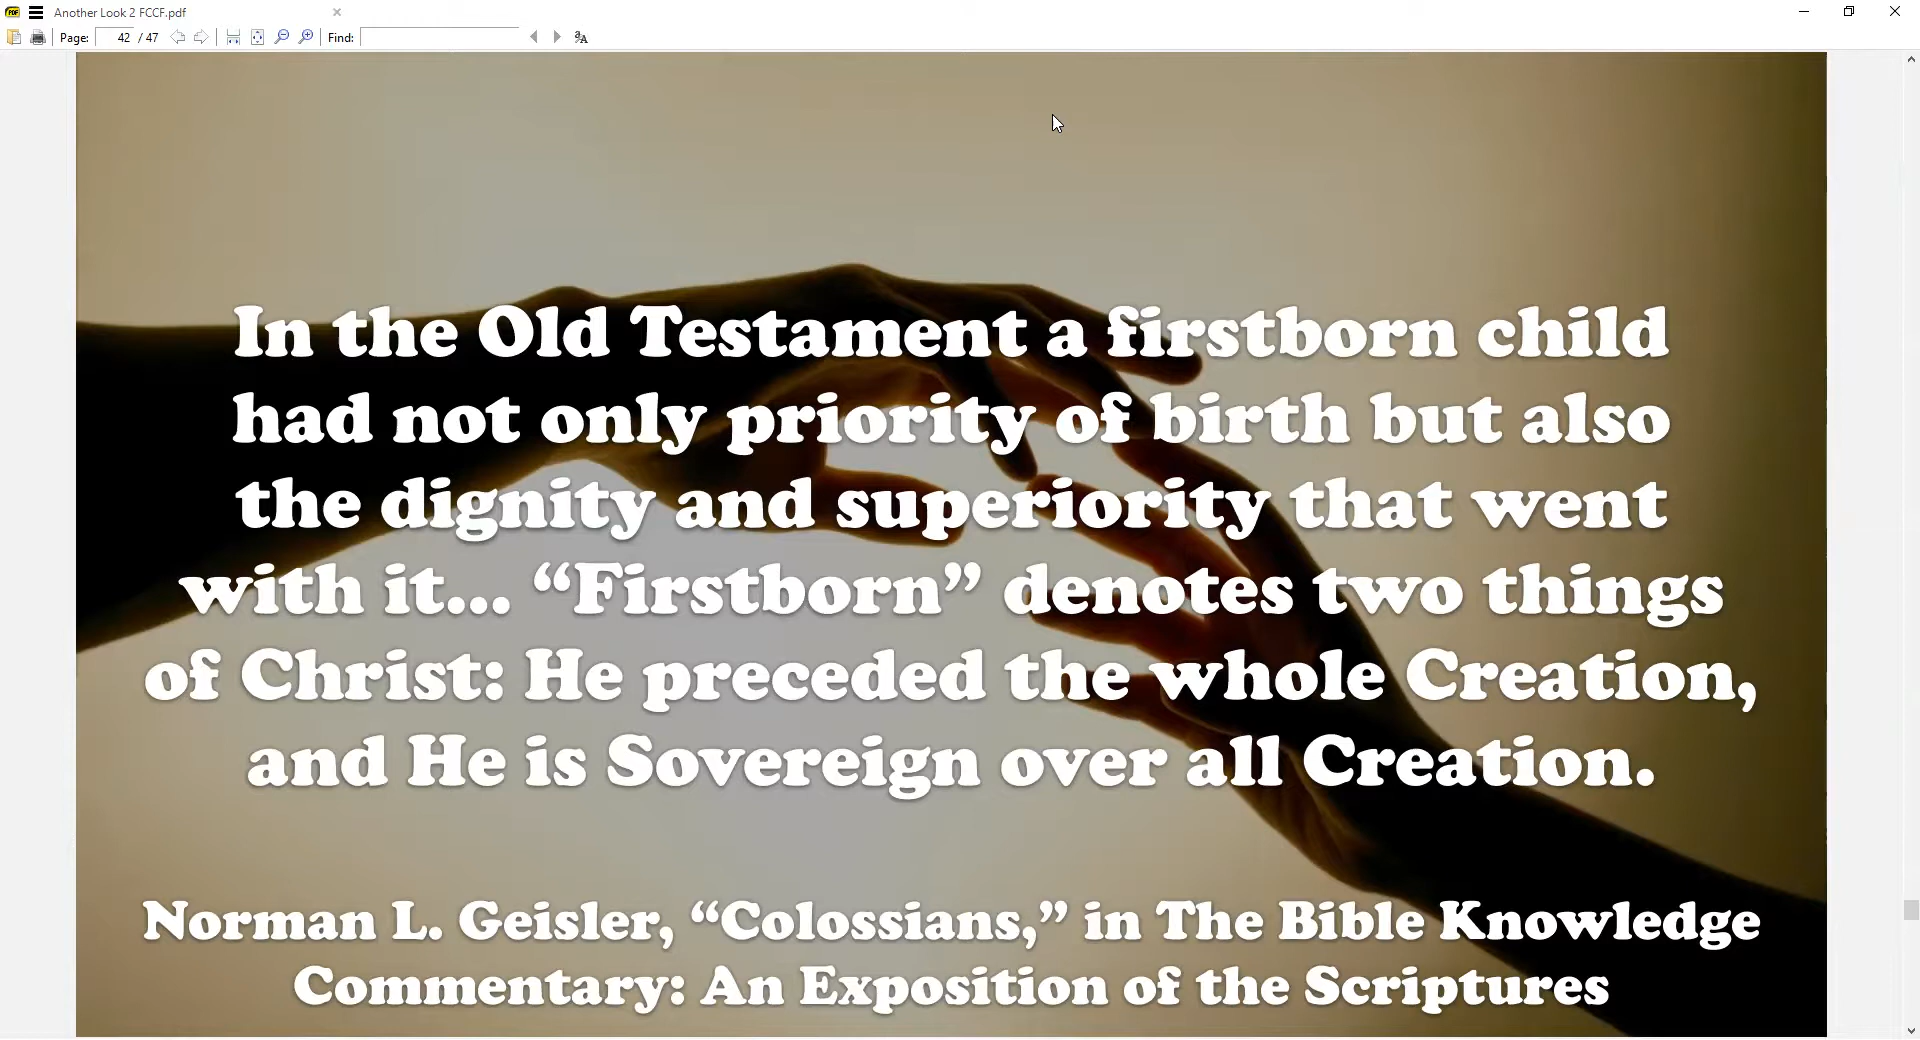 Another Look 2 FCCF.pdf
Page: 42 / 47 Find:
In the Old Testament a firstborn child
had not only priority of birth but also
the dignity and superiority that went
with it... “Firstborn” denotes two things
of Christ: He preceded the whole Creation,
and He is Sovereign over all Creation.
Norman L. Geisler, “Colossians,” in The Bible Knowledge
Commentary: An Exposition of the Scriptures